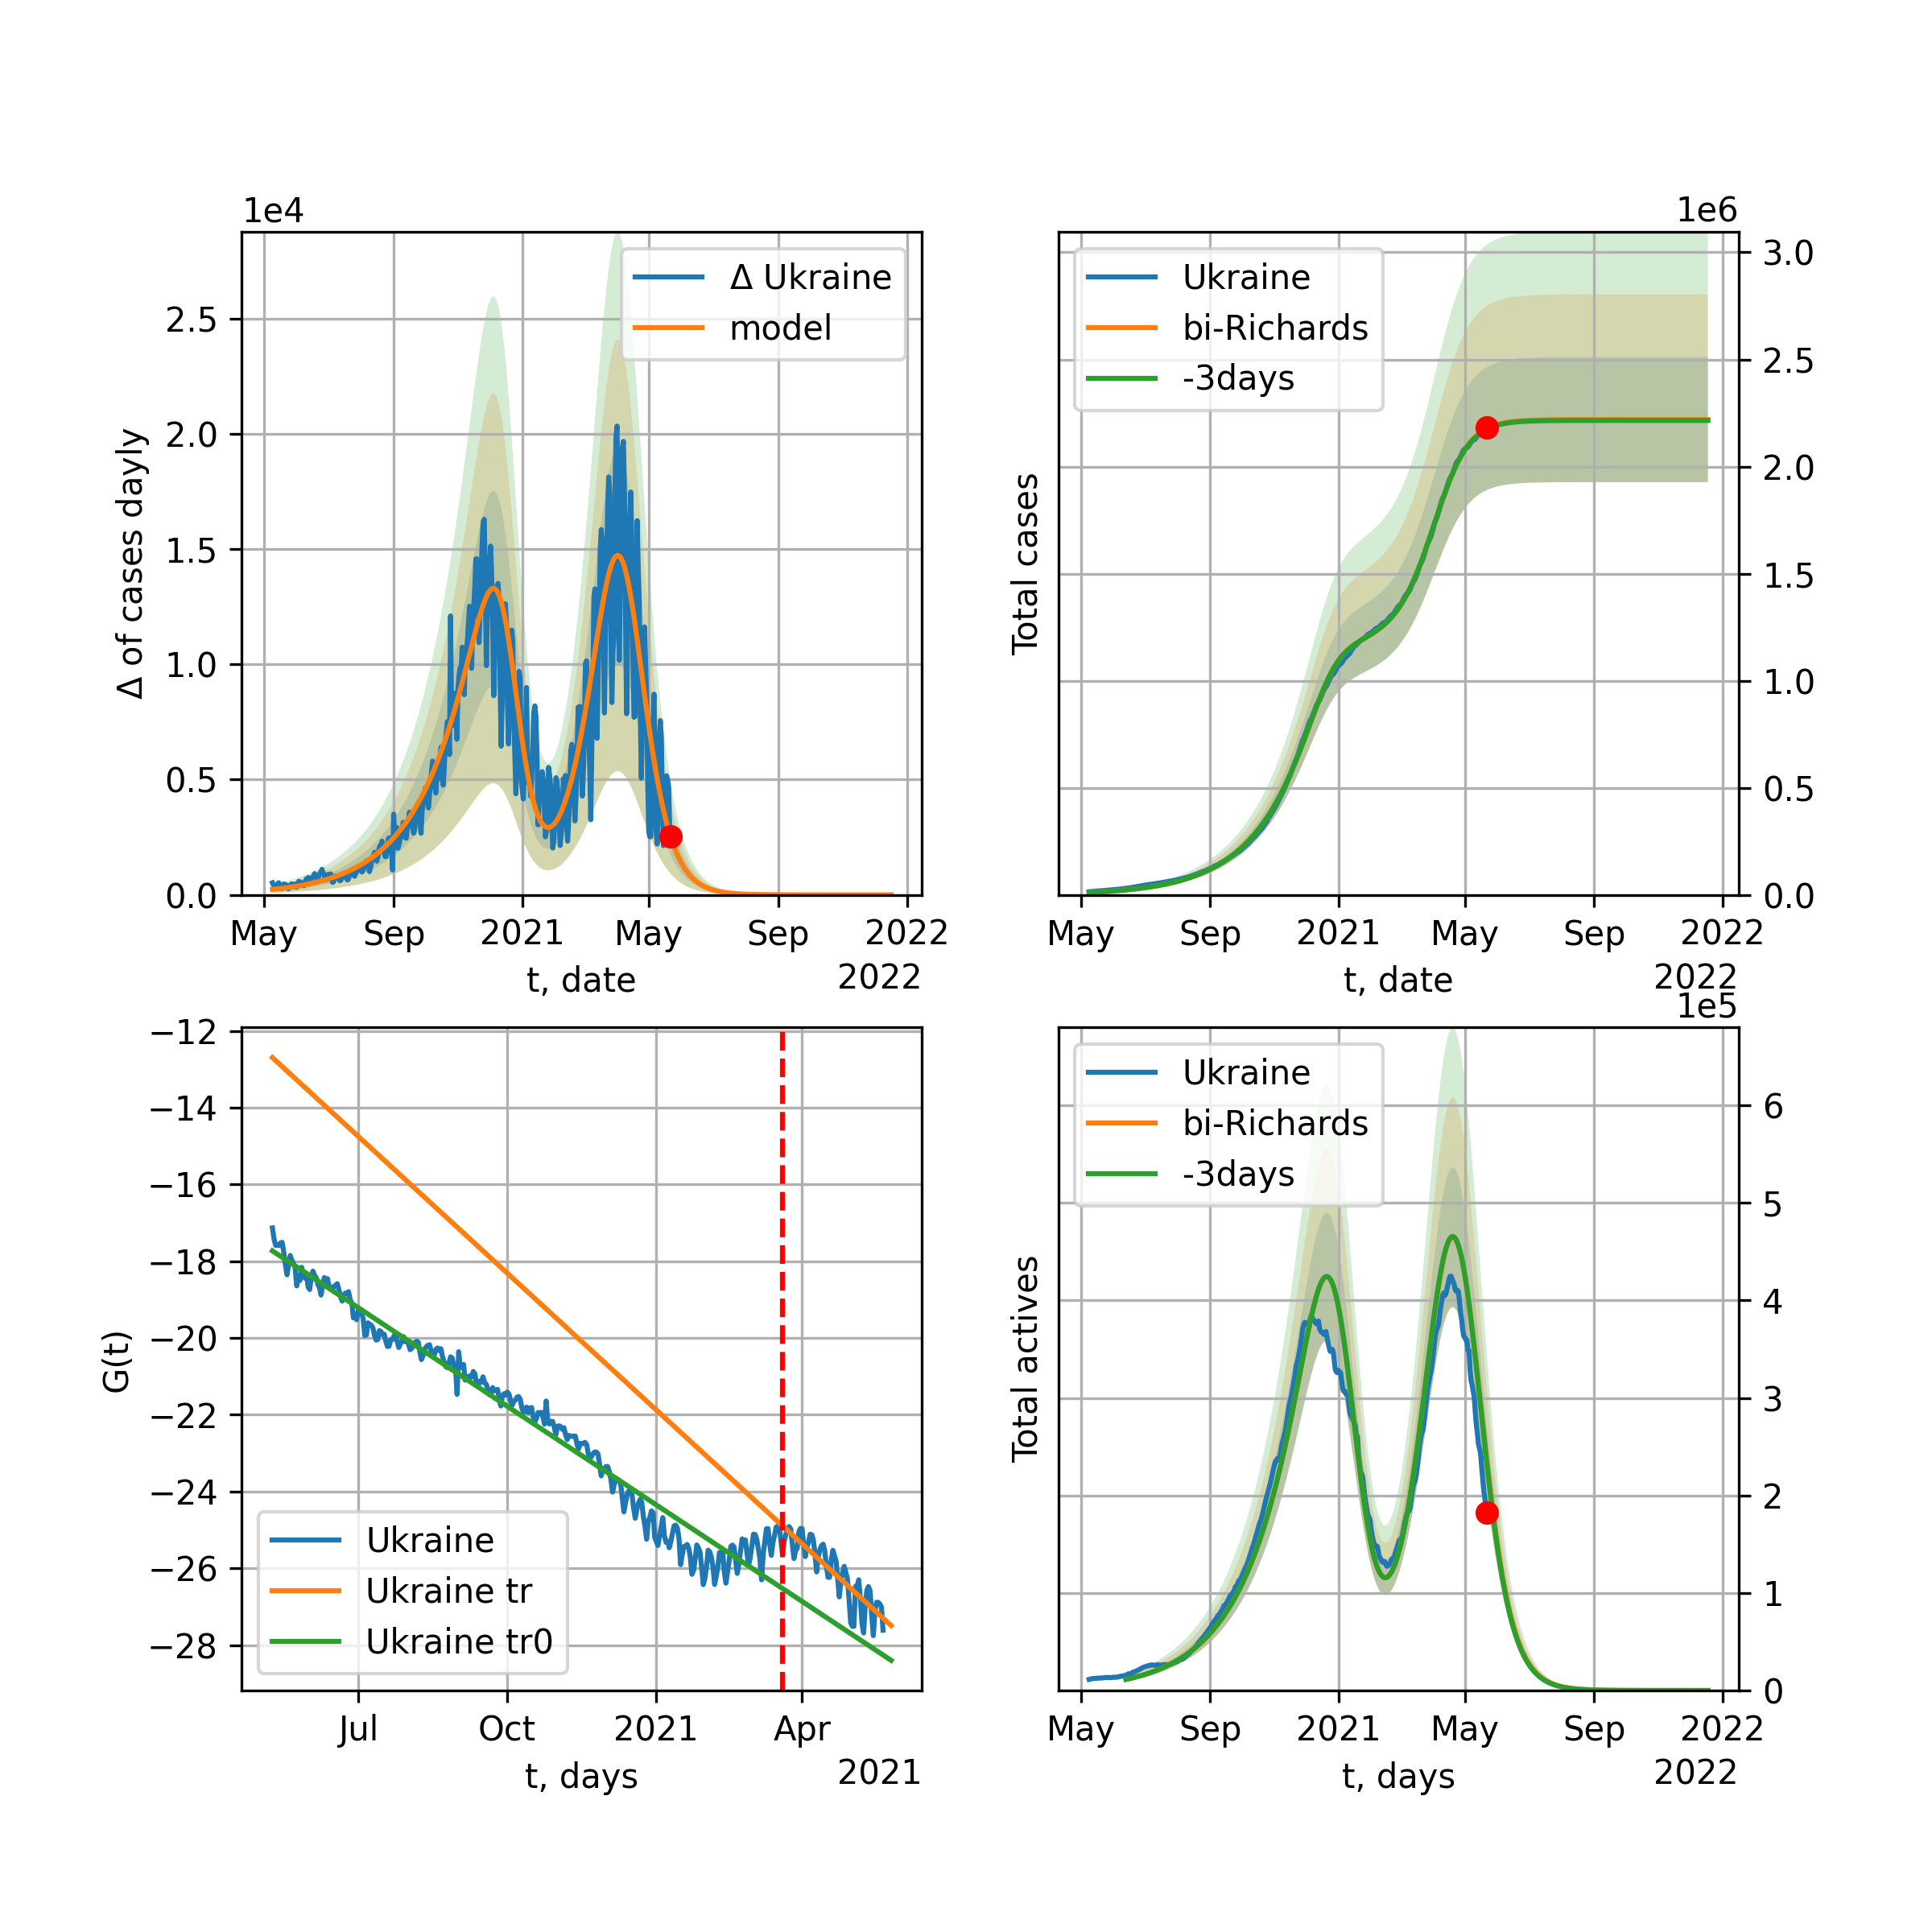 1e4
Δ of cases dayly
2.5
2.0
1.5
1.0
0.5
0.0
Δ Ukraine
model
May Sep 2021 May Sep 2022
t, date
2022
1e6
Total cases
Ukraine
bi-Richards
-3days
3.0
2.5
2.0
1.5
1.0
0.5
0.0
May Sep 2021 May Sep 2022
t, date
2022
G(t)
−12
−14
−16
−18
−20
−22
−24
−26
−28
Ukraine
Ukraine tr
Ukraine tr0
Jul Oct 2021 Apr
t, days
2021
1e5
Total actives
Ukraine
bi-Richards
-3days
6
5
4
3
2
1
0
May Sep 2021 May Sep 2022
t, days
2022